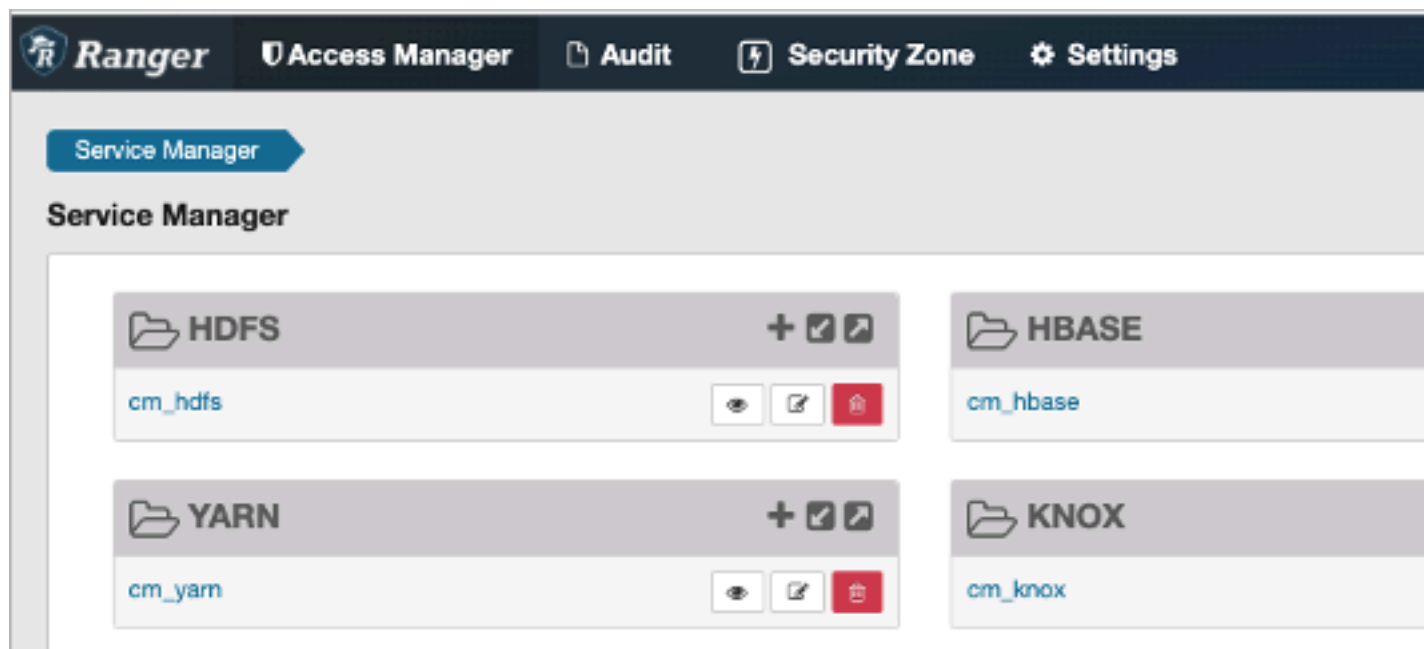 Ranger Access Manager Audit Security Zone Settings
Service Manager
Service Manager
HDFS HBASE
cm_hdfs cm_hbase
YARN KNOX
cm_yarn cm_knox